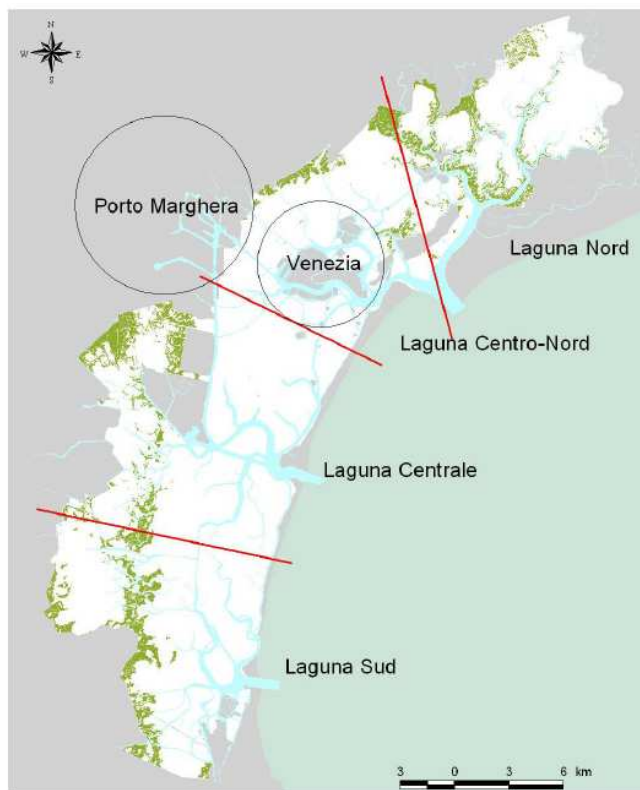 N
W E
S
Porto Marghera
Venezia
Laguna Nord
Laguna Centro-Nord
Laguna Centrale
Laguna Sud
3 0 3 6 km